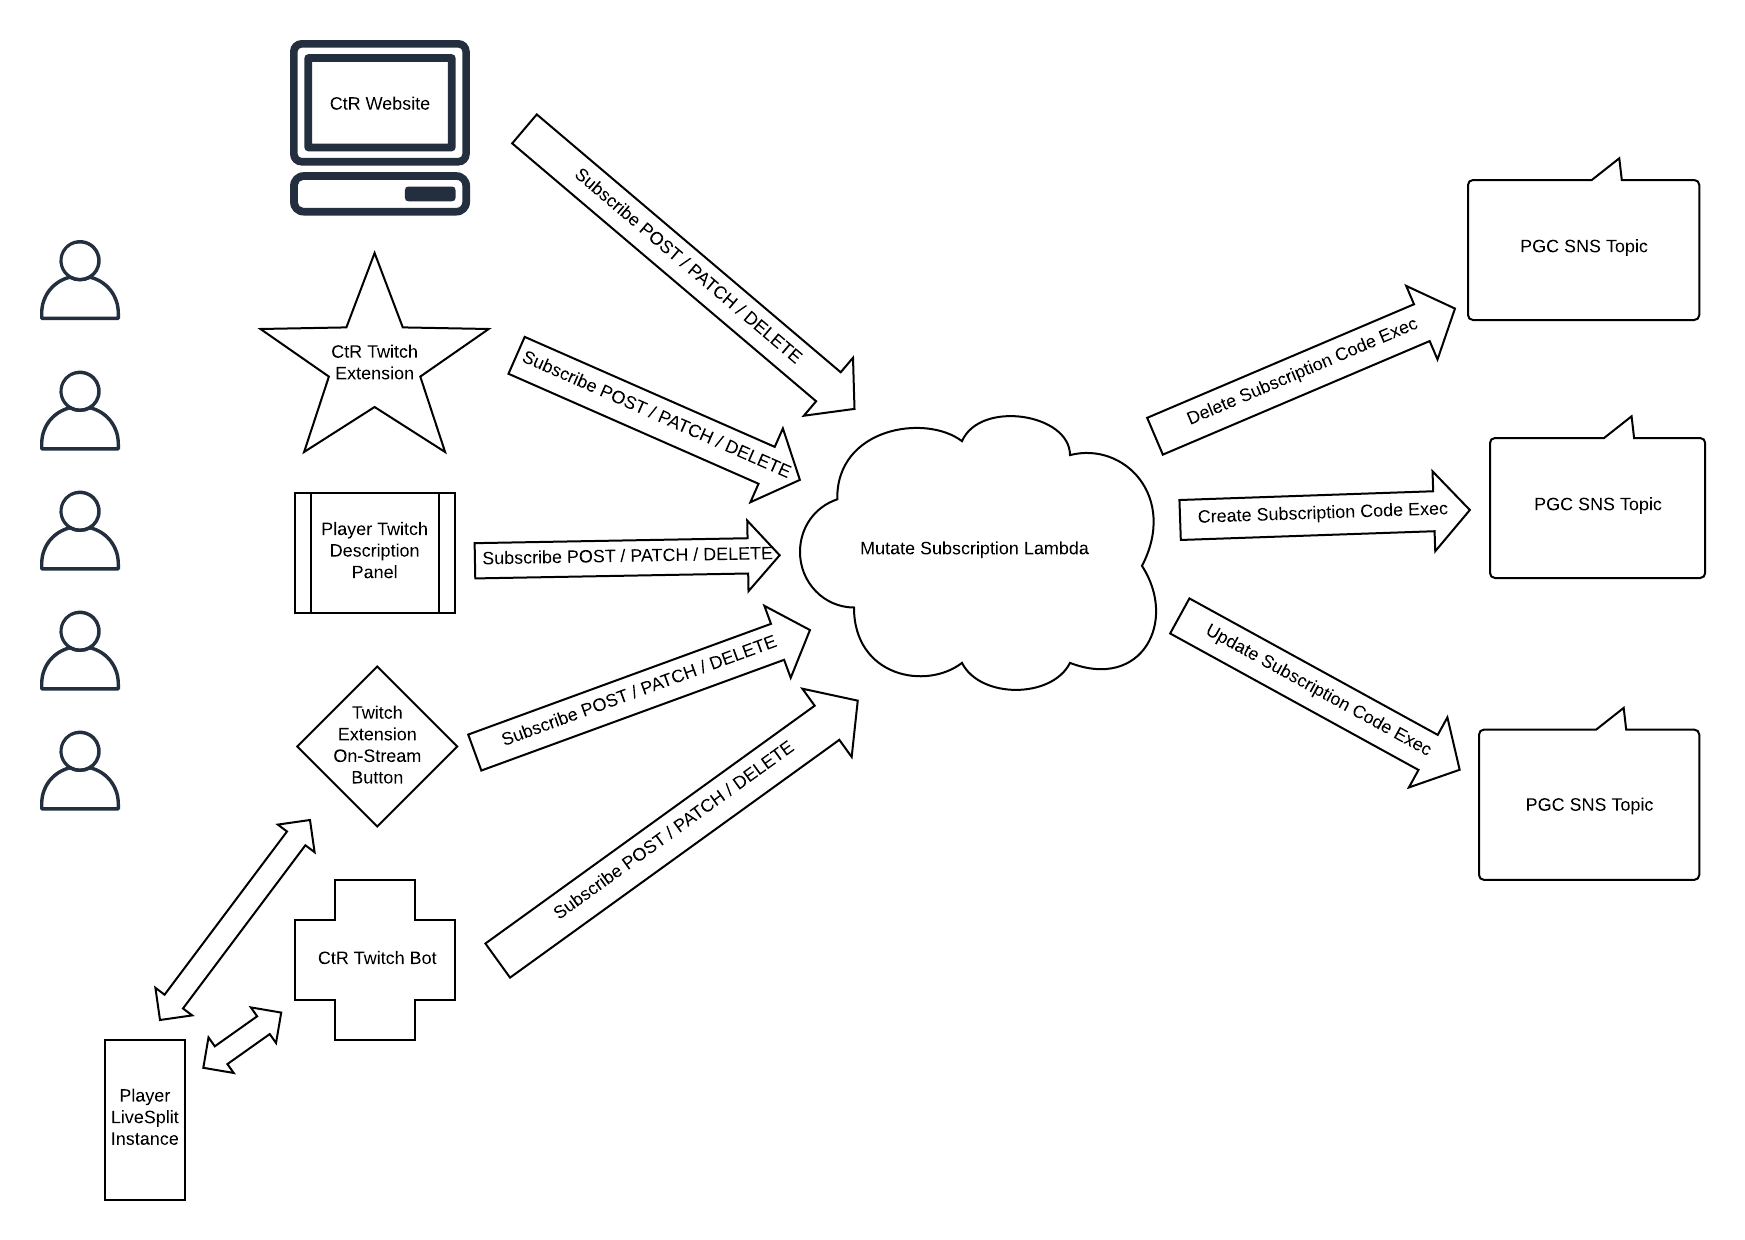 CtR Website
Subscribe POST / PATCH / DELETE
CtR Twitch
Extension
Subscribe POST / PATCH / DELETE
Player Twitch
Description
Panel
Subscribe POST / PATCH / DELETE
Twitch
Extension
On-Stream
Button
Subscribe POST / PATCH / DELETE
CtR Twitch Bot
Subscribe POST / PATCH / DELETE
Player
LiveSplit
Instance
Mutate Subscription Lambda
Delete Subscription Code Exec
PGC SNS Topic
Create Subscription Code Exec
PGC SNS Topic
Update Subscription Code Exec
PGC SNS Topic